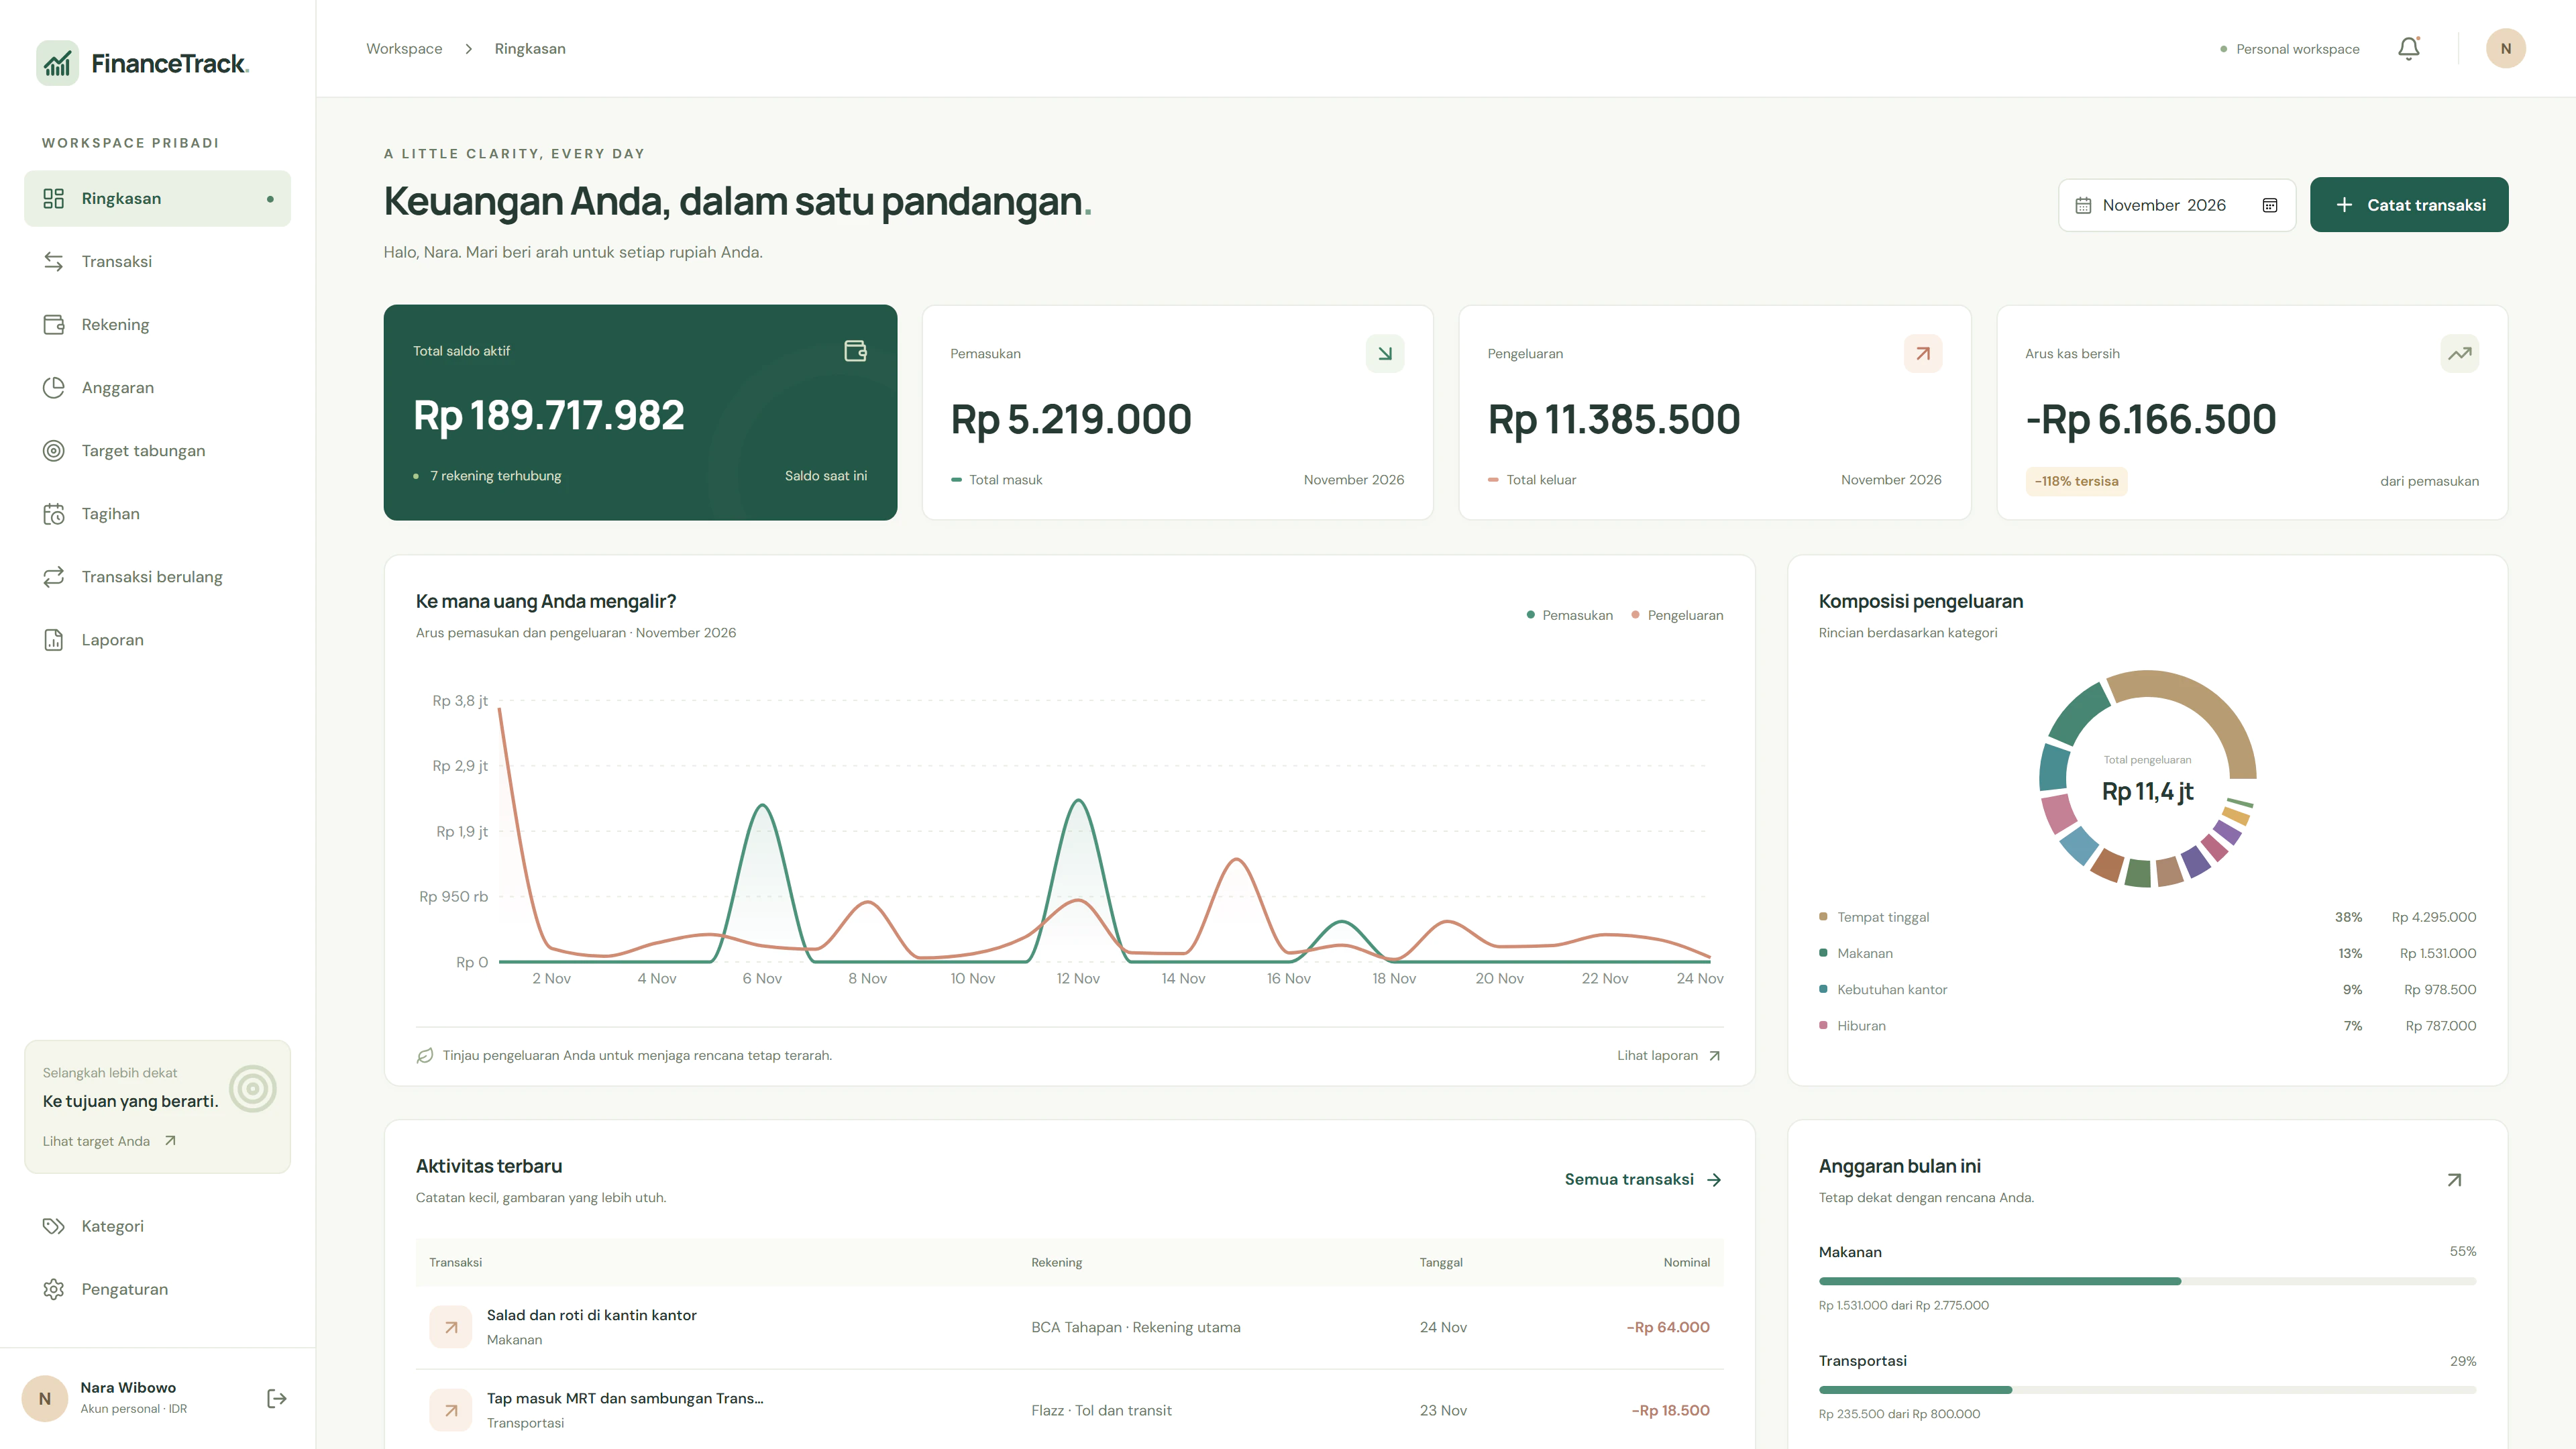 FinanceTrack.
WORKSPACE PRIBADI
Ringkasan
Transaksi
Rekening
Anggaran
Target tabungan
Tagihan
Transaksi berulang
Laporan
Selangkah lebih dekat
Ke tujuan yang berarti.
Lihat target Anda
Kategori
Pengaturan
N
Nara Wibowo
Akun personal · IDR
Workspace Ringkasan
Personal workspace N
A LITTLE CLARITY, EVERY DAY
Keuangan Anda, dalam satu pandangan.
Halo, Nara. Mari beri arah untuk setiap rupiah Anda.
November 2026
Catat transaksi
Total saldo aktif
Rp 189.717.982
7 rekening terhubung Saldo saat ini
Pemasukan
Rp 5.219.000
Total masuk November 2026
Pengeluaran
Rp 11.385.500
Total keluar November 2026
Arus kas bersih
-Rp 6.166.500
-118% tersisa dari pemasukan
Ke mana uang Anda mengalir?
Arus pemasukan dan pengeluaran · November 2026
Pemasukan Pengeluaran
Rp 3,8 jt
Rp 2,9 jt
Rp 1,9 jt
Rp 950 rb
Rp 0
2 Nov 4 Nov 6 Nov 8 Nov 10 Nov 12 Nov 14 Nov 16 Nov 18 Nov 20 Nov 22 Nov 24 Nov
Tinjau pengeluaran Anda untuk menjaga rencana tetap terarah. Lihat laporan
Komposisi pengeluaran
Rincian berdasarkan kategori
Total pengeluaran
Rp 11,4 jt
Tempat tinggal 38% Rp 4.295.000
Makanan 13% Rp 1.531.000
Kebutuhan kantor 9% Rp 978.500
Hiburan 7% Rp 787.000
Aktivitas terbaru
Catatan kecil, gambaran yang lebih utuh.
Semua transaksi
Transaksi Rekening Tanggal Nominal
Salad dan roti di kantin kantor
Makanan
BCA Tahapan · Rekening utama 24 Nov -Rp 64.000
Tap masuk MRT dan sambungan Trans...
Transportasi
Flazz · Tol dan transit 23 Nov -Rp 18.500
Anggaran bulan ini
Tetap dekat dengan rencana Anda.
Makanan 55%
Rp 1.531.000 dari Rp 2.775.000
Transportasi 29%
Rp 235.500 dari Rp 800.000